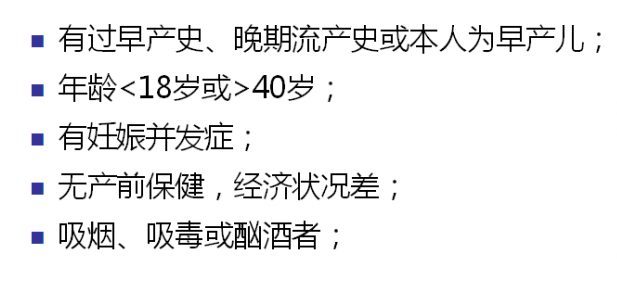 ■ 有过早产史、晚期流产史或本人为早产儿；
■ 年龄<18岁或>40岁；
■ 有妊娠并发症；
■ 无产前保健，经济状况差；
■ 吸烟、吸毒或酗酒者；